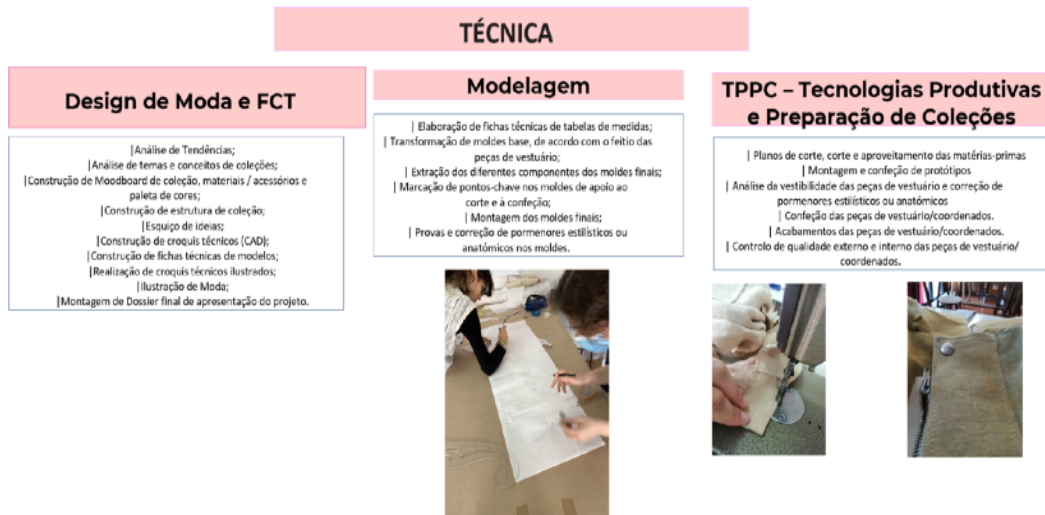 TÉCNICA
Design de Moda e FCT
|Análise de Tendências;
|Análise de temas e conceitos de coleções;
|Construção de Moodboard de coleção, materiais / acessórios e
paleta de cores;
|Construção de estrutura de coleção;
|Esquiço de ideias;
|Construção de croquis técnicos (CAD);
|Construção de fichas técnicas de modelos;
|Realização de croquis técnicos ilustrados;
|Ilustração de Moda;
|Montagem de Dossier final de apresentação do projeto.
Modelagem
| Elaboração de fichas técnicas de tabelas de medidas;
| Transformação de moldes base, de acordo com o feitio das
peças de vestuário;
| Extração dos diferentes componentes dos moldes finais;
| Marcação de pontos-chave nos moldes de apoio ao
corte e à confeção;
| Montagem dos moldes finais;
| Provas e correção de pormenores estilísticos ou
anatómicos nos moldes.
TPPC – Tecnologias Produtivas
e Preparação de Coleções
| Planos de corte, corte e aproveitamento das matérias-primas
| Montagem e confeção de protótipos
| Análise da vestibilidade das peças de vestuário e correção de
pormenores estilísticos ou anatómicos
| Confeção das peças de vestuário/coordenados.
| Acabamentos das peças de vestuário/coordenados.
| Controlo de qualidade externo e interno das peças de vestuário/
coordenados.